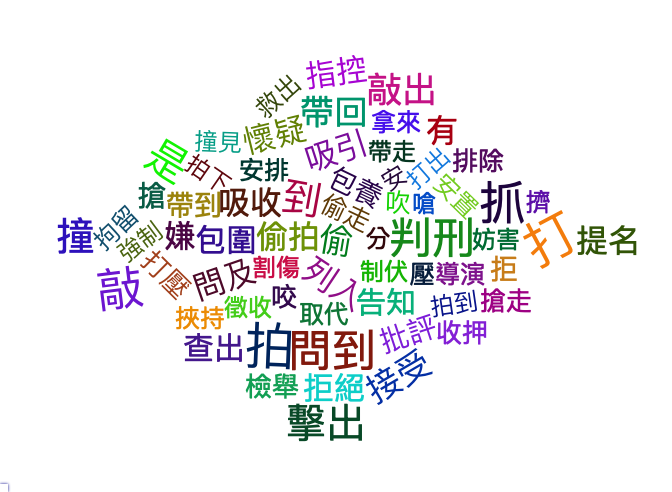 指控
敲出
救出
帶回
拿來
有
撞見
懷疑
吸引
帶走
打出
排除
是
拍下
安排
包養
安
安置
搶
帶到
吸收
到
偷走
吹
嗆
抓
擠
撞
拘留
強制
嫌
包圍
偷拍
偷
分
判刑
妨害
打
提名
敲
打壓
問及
割傷
列入
制伏
壓
導演
拒
挾持
徵收
咬
取代
告知
拍到
搶走
查出
拍
問到
批評
收押
檢舉
拒絕
接受
擊出